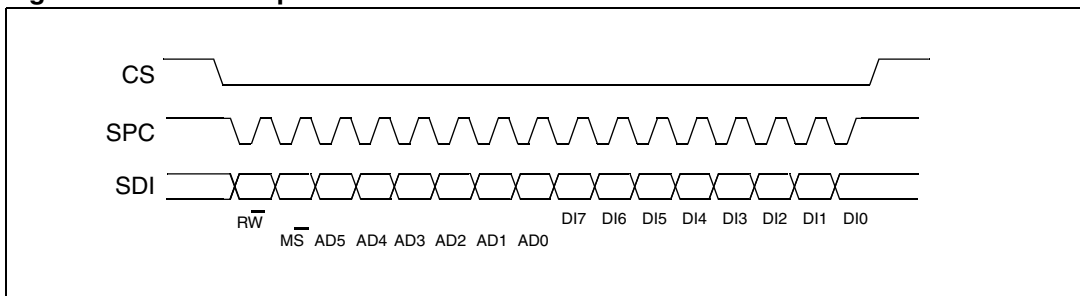 CS
SPC
SDI
RW̅ DI7 DI6 DI5 DI4 DI3 DI2 DI1 DI0
MS̅ AD5 AD4 AD3 AD2 AD1 AD0